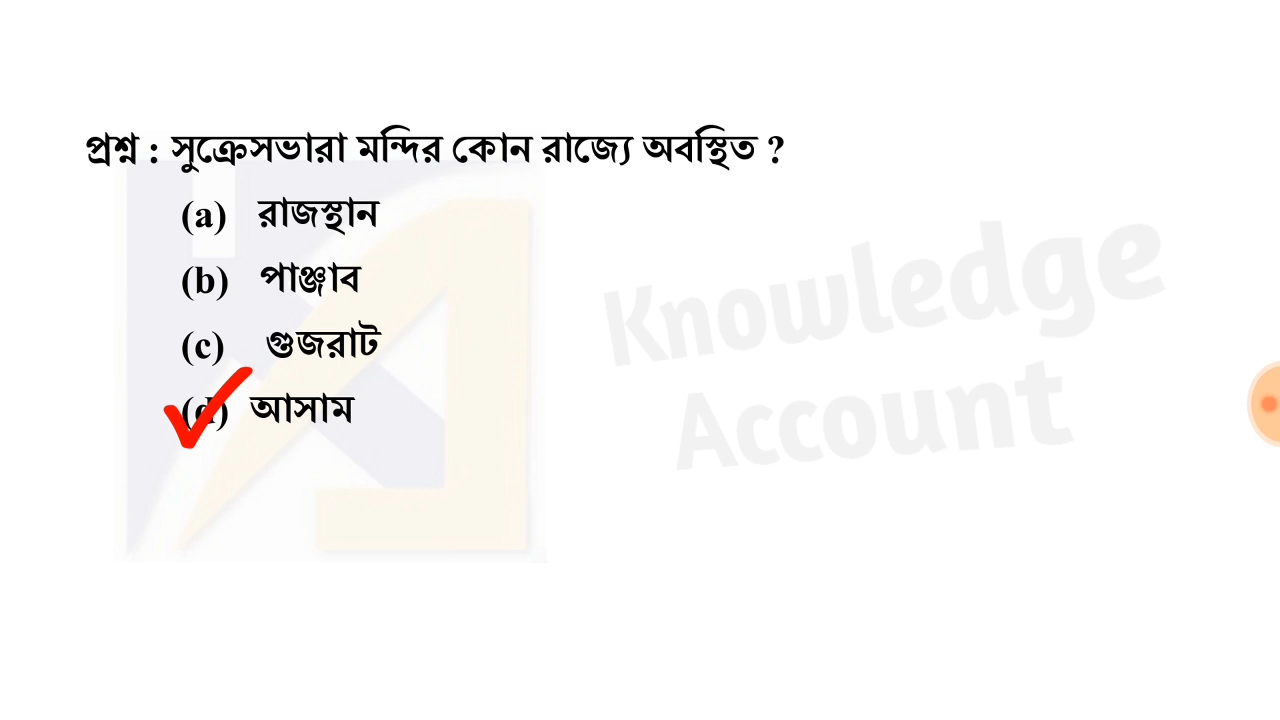 প্রশ্ন : সুক্রেসভারা মন্দির কোন রাজ্যে অবস্থিত ?
(a) রাজস্থান
(b) পাঞ্জাব
(c) গুজরাট
(d) আসাম
Knowledge
Account